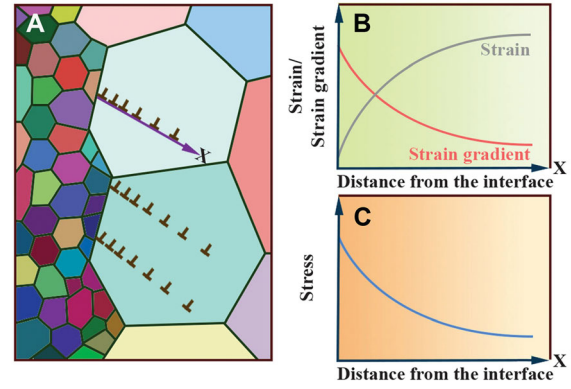 A
X
B
Strain/
Strain gradient
Strain
Strain gradient
X
Distance from the interface
C
Stress
X
Distance from the interface